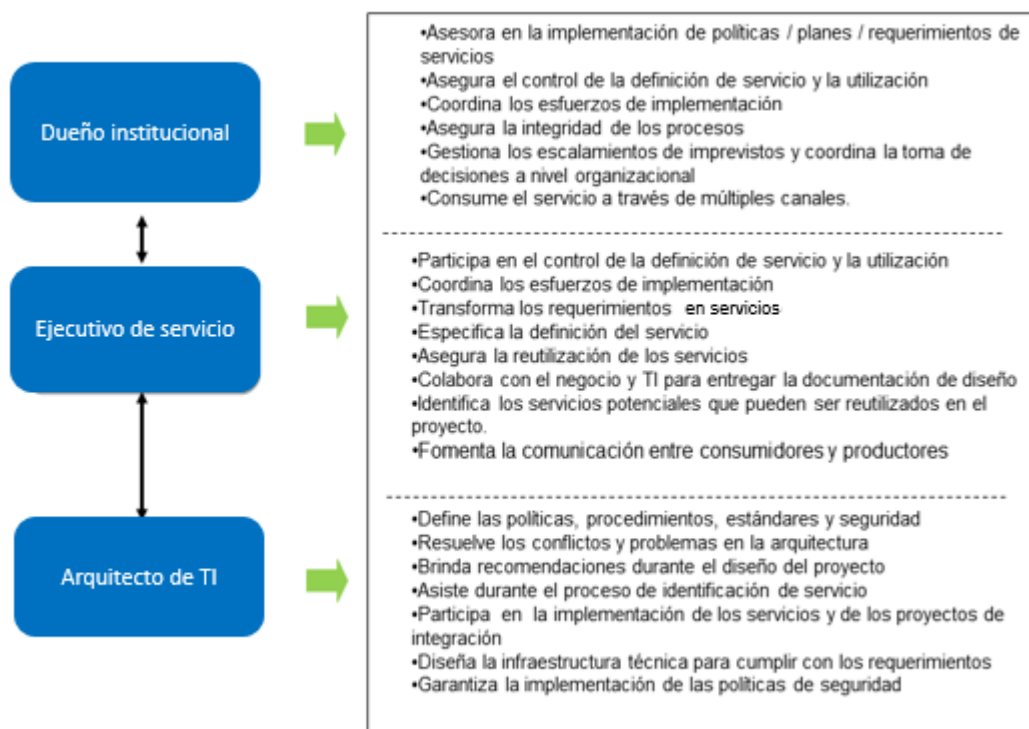 Dueño institucional
•Asesora en la implementación de políticas / planes / requerimientos de
servicios
•Asegura el control de la definición de servicio y la utilización
•Coordina los esfuerzos de implementación
•Asegura la integridad de los procesos
•Gestiona los escalamientos de imprevistos y coordina la toma de
decisiones a nivel organizacional
•Consume el servicio a través de múltiples canales.
Ejecutivo de servicio
•Participa en el control de la definición de servicio y la utilización
•Coordina los esfuerzos de implementación
•Transforma los requerimientos en servicios
•Especifica la definición del servicio
•Asegura la reutilización de los servicios
•Colabora con el negocio y TI para entregar la documentación de diseño
•Identifica los servicios potenciales que pueden ser reutilizados en el
proyecto.
•Fomenta la comunicación entre consumidores y productores
Arquitecto de TI
•Define las políticas, procedimientos, estándares y seguridad
•Resuelve los conflictos y problemas en la arquitectura
•Brinda recomendaciones durante el diseño del proyecto
•Asiste durante el proceso de identificación de servicio
•Participa en la implementación de los servicios y de los proyectos de
integración
•Diseña la infraestructura técnica para cumplir con los requerimientos
•Garantiza la implementación de las políticas de seguridad